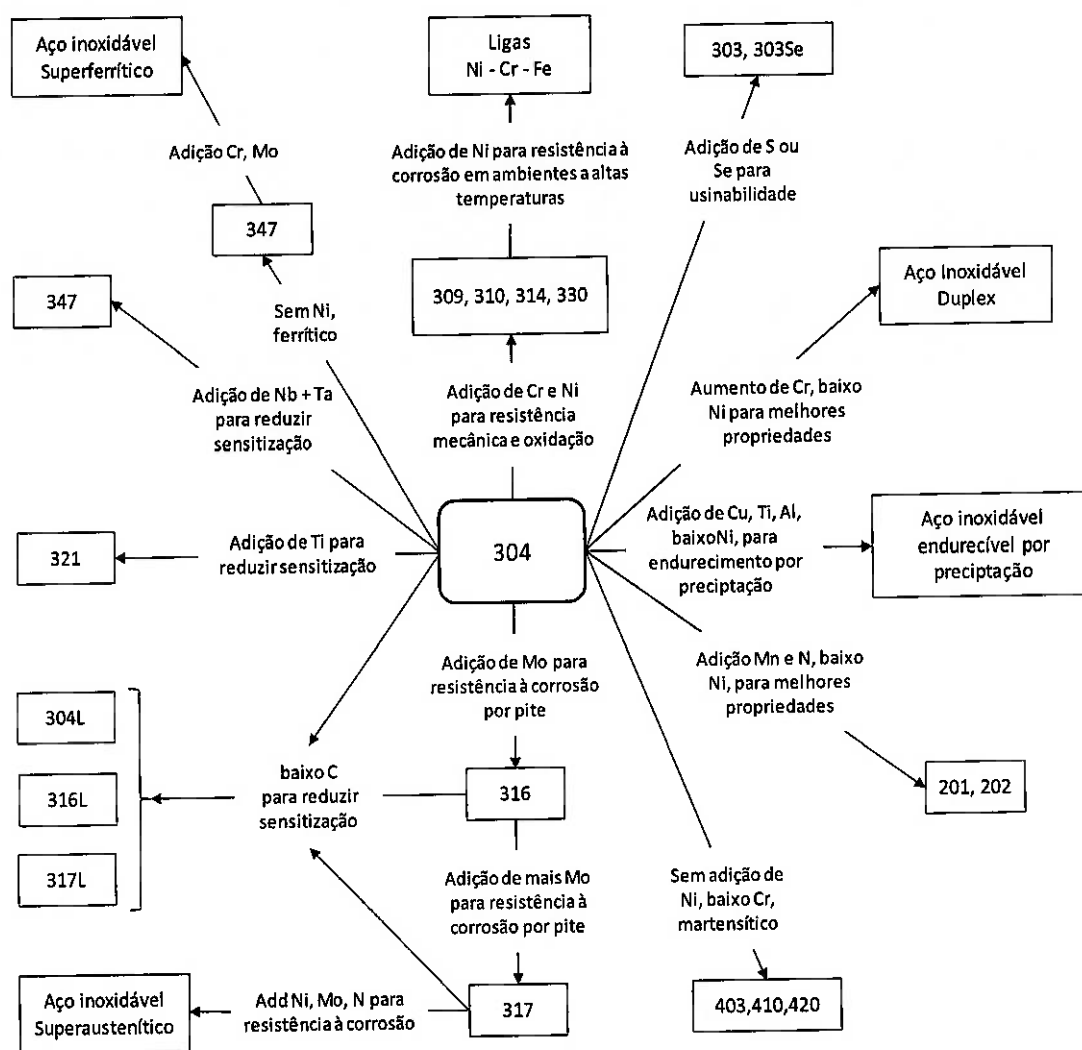 Aço inoxidável
Superferrítico
Ligas
Ni - Cr - Fe
303, 303Se
Adição Cr, Mo
Adição de Ni para resistência à
corrosão em ambientes a altas
temperaturas
Adição de S ou
Se para
usinabilidade
347
309, 310, 314, 330
Aço Inoxidável
Duplex
347
Sem Ni,
ferrítico
Adição de Nb + Ta
para reduzir
sensitização
Adição de Cr e Ni
para resistência
mecânica e oxidação
Aumento de Cr, baixo
Ni para melhores
propriedades
321
Adição de Ti para
reduzir sensitização
304
Adição de Cu, Ti, Al,
baixoNi, para
endurecimento por
preciptação
Aço inoxidável
endurecível por
preciptação
Adição de Mo para
resistência à corrosão
por pite
Adição Mn e N, baixo
Ni, para melhores
propriedades
304L
316L
317L
baixo C
para reduzir
sensitização
316
201, 202
Adição de mais Mo
para resistência à
corrosão por pite
Sem adição de
Ni, baixo Cr,
martensítico
Aço inoxidável
Superaustenítico
Add Ni, Mo, N para
resistência à corrosão
317
403,410,420